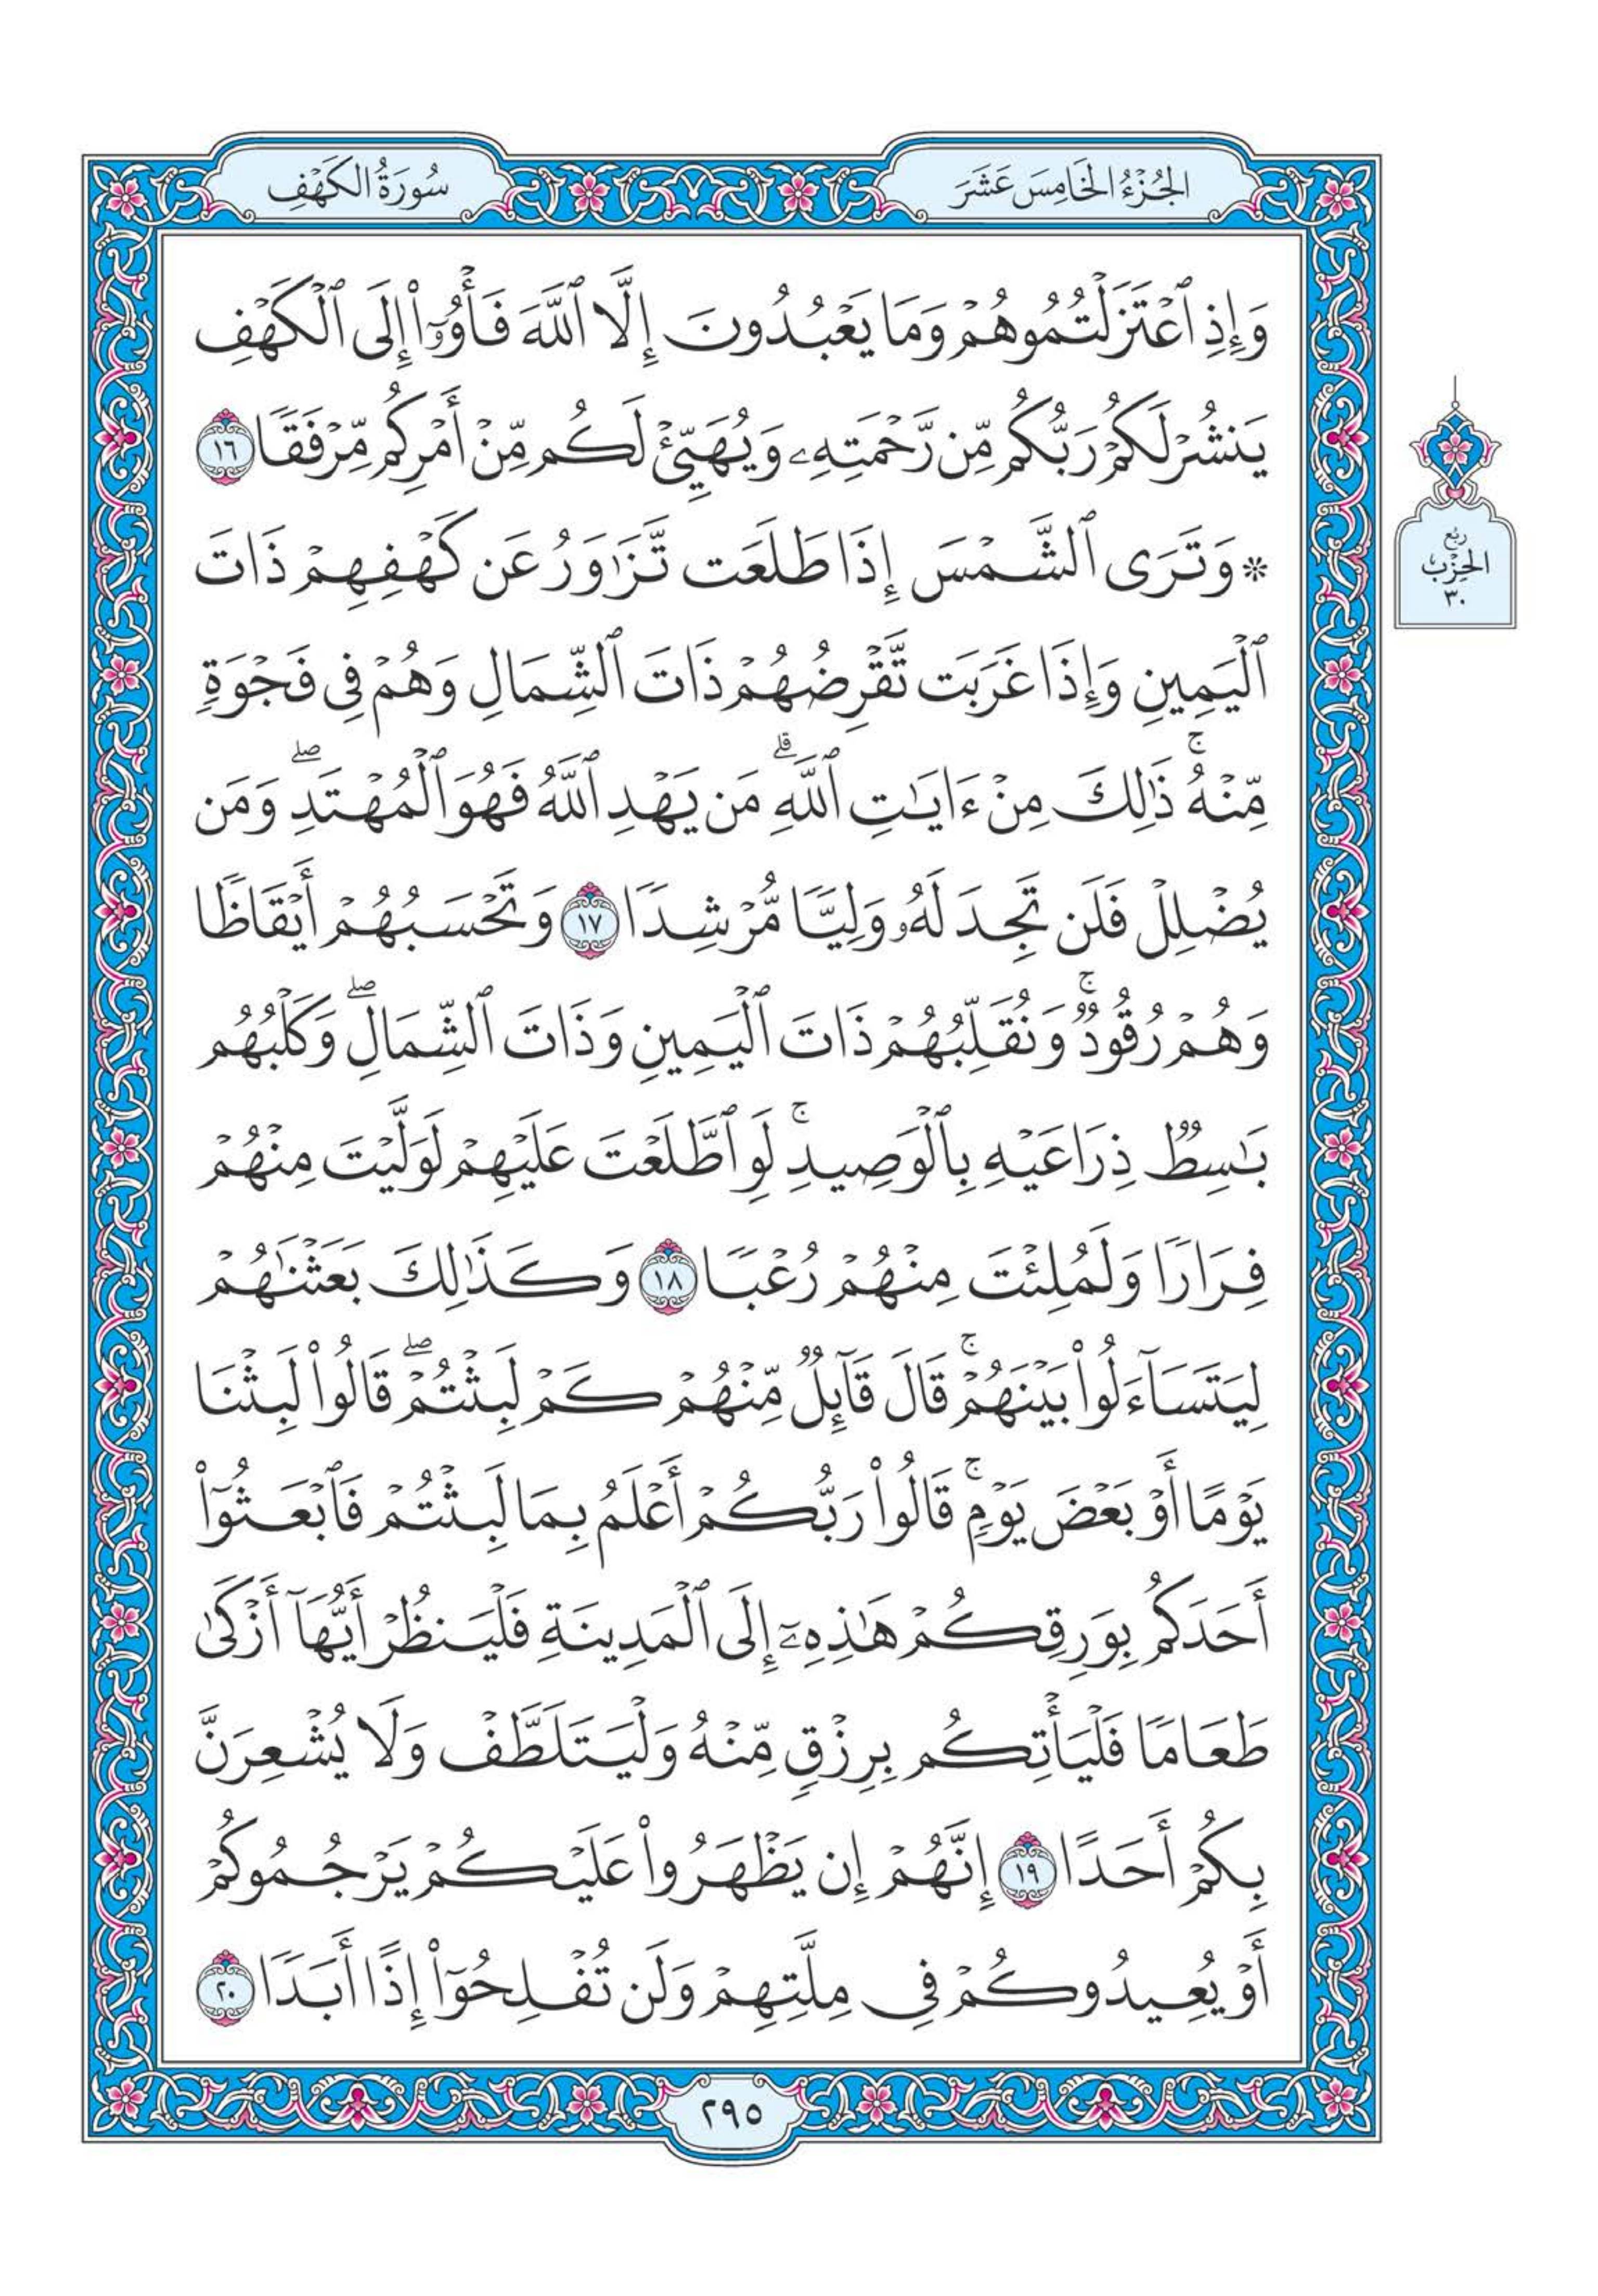 الجُزْءُ الخَامِسَ عَشَرَ
سُورَةُ الكَهْفِ
وَإِذِ ٱعْتَزَلْتُمُوهُمْ وَمَا يَعْبُدُونَ إِلَّا ٱللَّهَ فَأْوُۥٓا۟ إِلَى ٱلْكَهْفِ
يَنشُرْ لَكُمْ رَبُّكُم مِّن رَّحْمَتِهِۦ وَيُهَيِّئْ لَكُم مِّنْ أَمْرِكُم مِّرْفَقًا ١٦
* وَتَرَى ٱلشَّمْسَ إِذَا طَلَعَت تَّزَٰوَرُ عَن كَهْفِهِمْ ذَاتَ
ٱلْيَمِينِ وَإِذَا غَرَبَت تَّقْرِضُهُمْ ذَاتَ ٱلشِّمَالِ وَهُمْ فِى فَجْوَةٍ
مِّنْهُ ۚ ذَٰلِكَ مِنْ ءَايَٰتِ ٱللَّهِ ۗ مَن يَهْدِ ٱللَّهُ فَهُوَ ٱلْمُهْتَدِ ۖ وَمَن
يُضْلِلْ فَلَن تَجِدَ لَهُۥ وَلِيًّا مُّرْشِدًا ١٧ وَتَحْسَبُهُمْ أَيْقَاظًا
وَهُمْ رُقُودٌ ۚ وَنُقَلِّبُهُمْ ذَاتَ ٱلْيَمِينِ وَذَاتَ ٱلشِّمَالِ ۖ وَكَلْبُهُم
بَٰسِطٌ ذِرَاعَيْهِ بِٱلْوَصِيدِ ۚ لَوِ ٱطَّلَعْتَ عَلَيْهِمْ لَوَلَّيْتَ مِنْهُمْ
فِرَارًا وَلَمُلِئْتَ مِنْهُمْ رُعْبًا ١٨ وَكَذَٰلِكَ بَعَثْنَٰهُمْ
لِيَتَسَآءَلُوا۟ بَيْنَهُمْ ۚ قَالَ قَآئِلٌ مِّنْهُمْ كَمْ لَبِثْتُمْ ۖ قَالُوا۟ لَبِثْنَا
يَوْمًا أَوْ بَعْضَ يَوْمٍ ۚ قَالُوا۟ رَبُّكُمْ أَعْلَمُ بِمَا لَبِثْتُمْ فَٱبْعَثُوٓا۟
أَحَدَكُم بِوَرِقِكُمْ هَٰذِهِۦٓ إِلَى ٱلْمَدِينَةِ فَلْيَنظُرْ أَيُّهَآ أَزْكَىٰ
طَعَامًا فَلْيَأْتِكُم بِرِزْقٍ مِّنْهُ وَلْيَتَلَطَّفْ وَلَا يُشْعِرَنَّ
بِكُمْ أَحَدًا ١٩ إِنَّهُمْ إِن يَظْهَرُوا۟ عَلَيْكُمْ يَرْجُمُوكُمْ
أَوْ يُعِيدُوكُمْ فِى مِلَّتِهِمْ وَلَن تُفْلِحُوٓا۟ إِذًا أَبَدًا ٢٠
رُبْع
الحِزْب
٣٠
٢٩٥